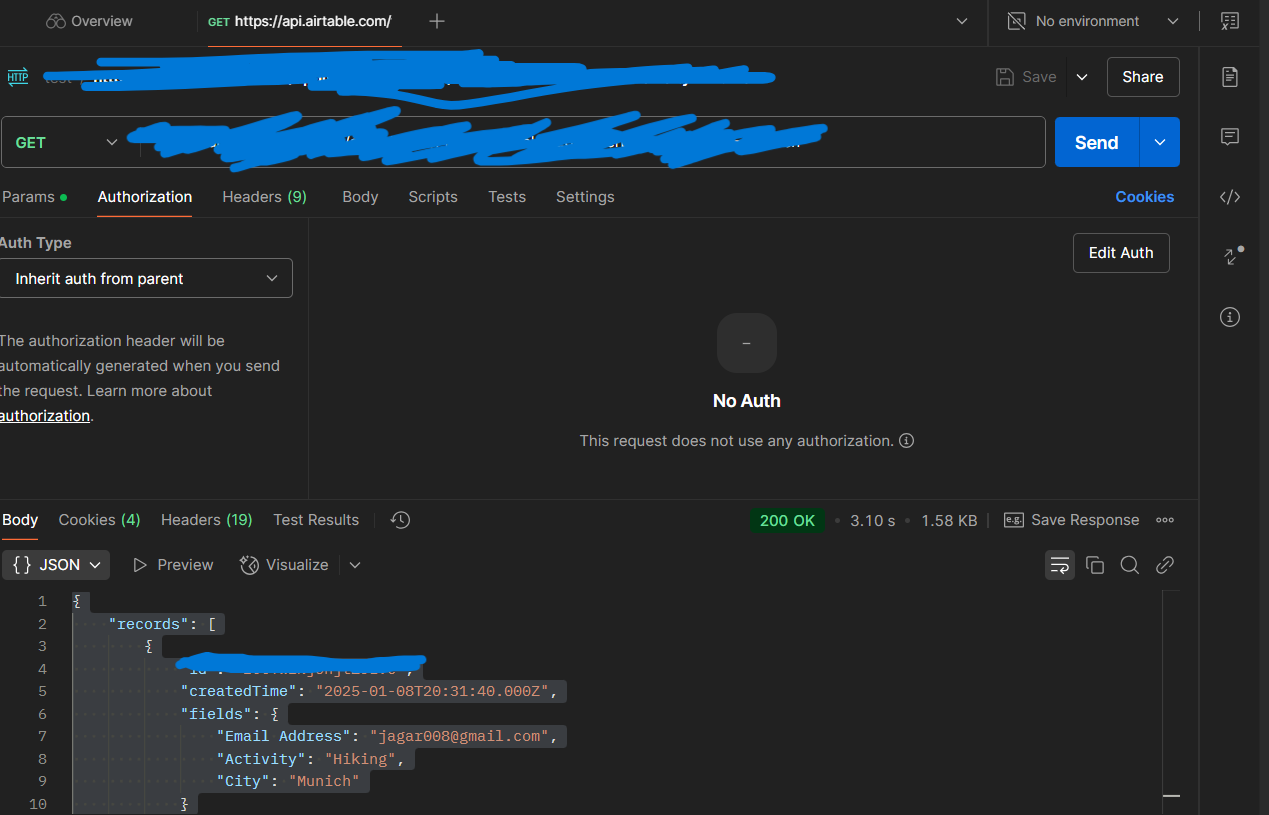 Overview
GET https://api.airtable.com/
No environment
HTTP
Save
Share
GET
Send
Params
Authorization
Headers (9)
Body
Scripts
Tests
Settings
Cookies
Auth Type
Inherit auth from parent
Edit Auth
The authorization header will be
automatically generated when you send
the request. Learn more about
authorization.
No Auth
This request does not use any authorization.
Body
Cookies (4)
Headers (19)
Test Results
200 OK
3.10 s
1.58 KB
e.g.
Save Response
{} JSON
Preview
Visualize
1 {
2 "records": [
3 {
4
5 "createdTime": "2025-01-08T20:31:40.000Z",
6 "fields": {
7 "Email Address": "jagar008@gmail.com",
8 "Activity": "Hiking",
9 "City": "Munich"
10 }